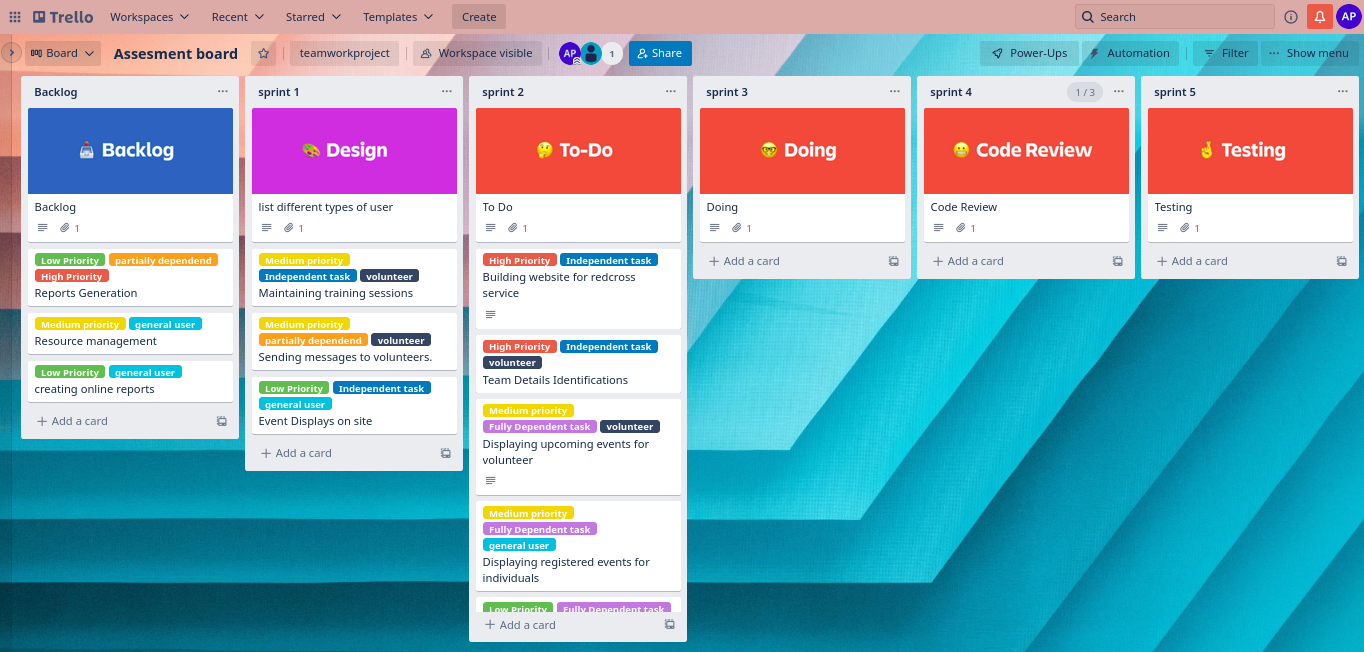 Trello
Workspaces
Recent
Starred
Templates
Create
Search
AP
Board
Assesment board
teamworkproject
Workspace visible
AP
1
Share
Power-Ups
Automation
Filter
Show menu
Backlog
Backlog
Backlog
1
Low Priority partially dependend
High Priority
Reports Generation
Medium priority general user
Resource management
Low Priority general user
creating online reports
Add a card
sprint 1
Design
list different types of user
1
Medium priority
Independent task volunteer
Maintaining training sessions
Medium priority
partially dependend volunteer
Sending messages to volunteers.
Low Priority Independent task
general user
Event Displays on site
Add a card
sprint 2
To-Do
To Do
1
High Priority Independent task
Building website for redcross
service
High Priority Independent task
volunteer
Team Details Identifications
Medium priority
Fully Dependent task volunteer
Displaying upcoming events for
volunteer
Medium priority
Fully Dependent task
general user
Displaying registered events for
individuals
Low Priority Fully Dependent task
Add a card
sprint 3
Doing
Doing
1
Add a card
sprint 4
1 / 3
Code Review
Code Review
1
Add a card
sprint 5
Testing
Testing
1
Add a card